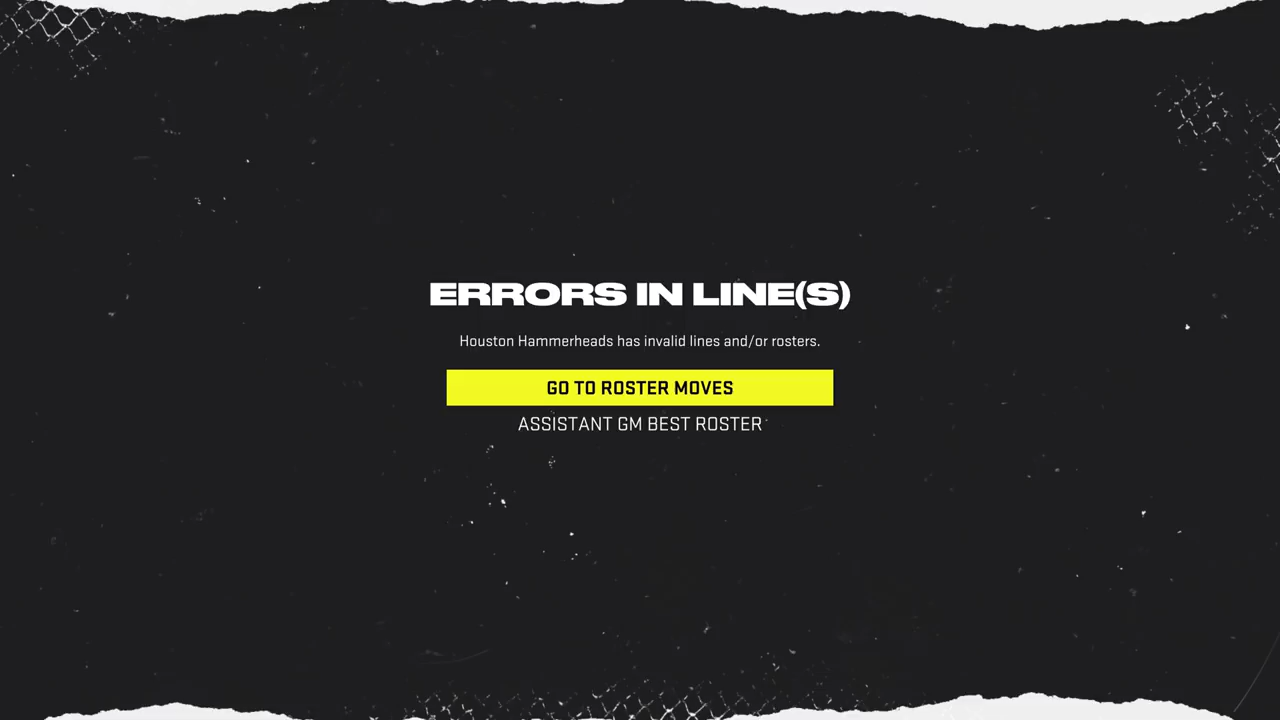 ERRORS IN LINE(S)
Houston Hammerheads has invalid lines and/or rosters.
GO TO ROSTER MOVES
ASSISTANT GM BEST ROSTER